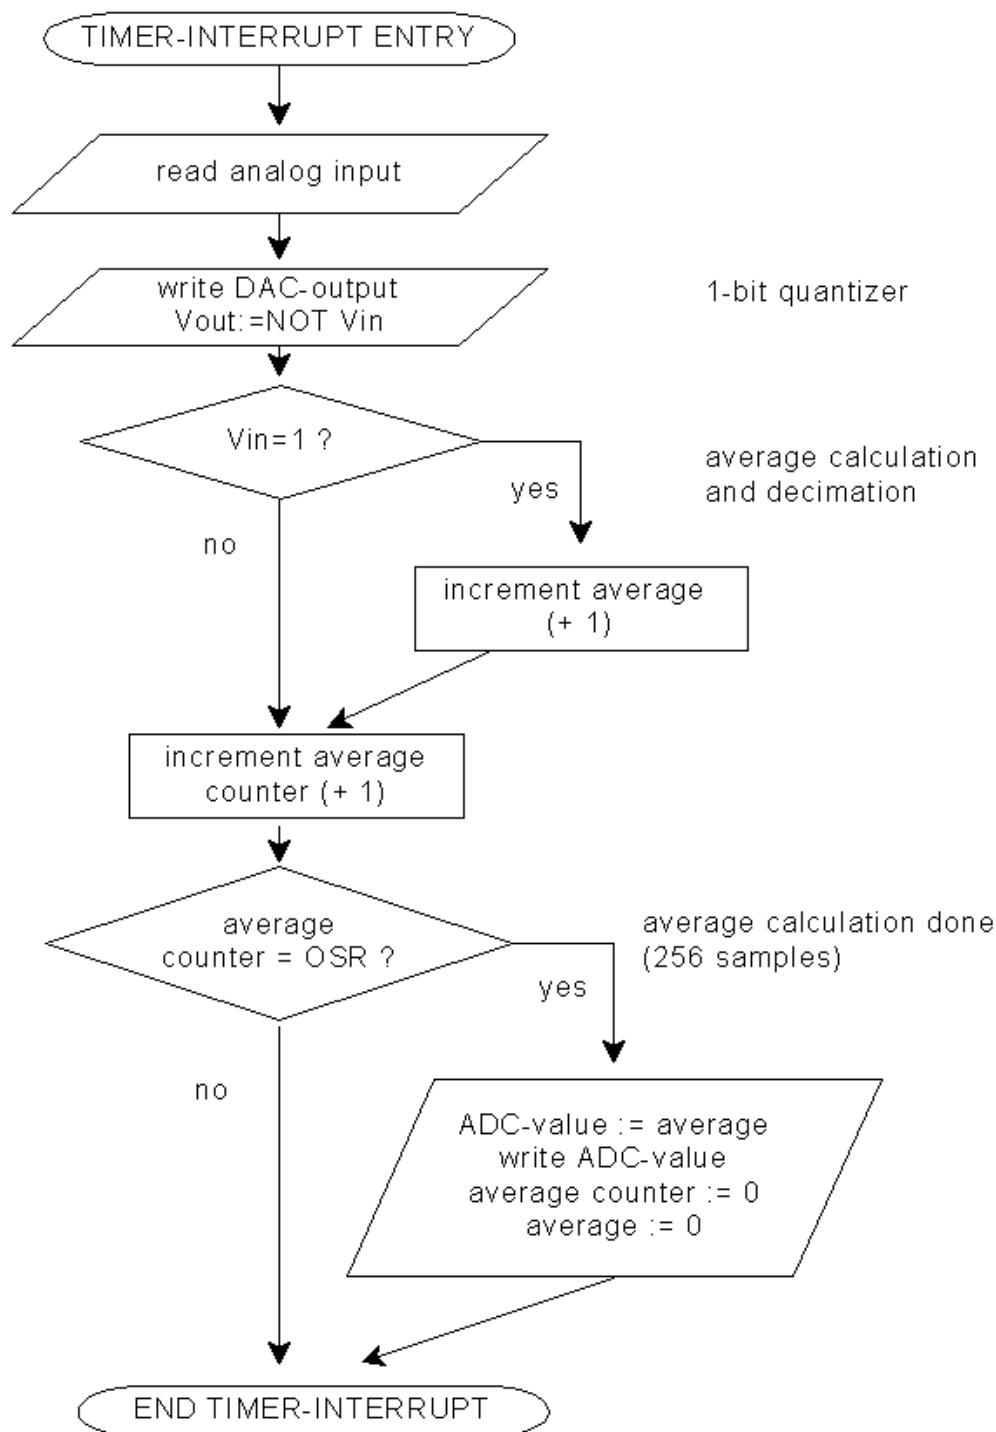 TIMER-INTERRUPT ENTRY
read analog input
write DAC-output
Vout:=NOT Vin
1-bit quantizer
Vin=1 ?
yes
average calculation
and decimation
no
increment average
(+ 1)
increment average
counter (+ 1)
average
counter = OSR ?
average calculation done
(256 samples)
yes
no
ADC-value := average
write ADC-value
average counter := 0
average := 0
END TIMER-INTERRUPT